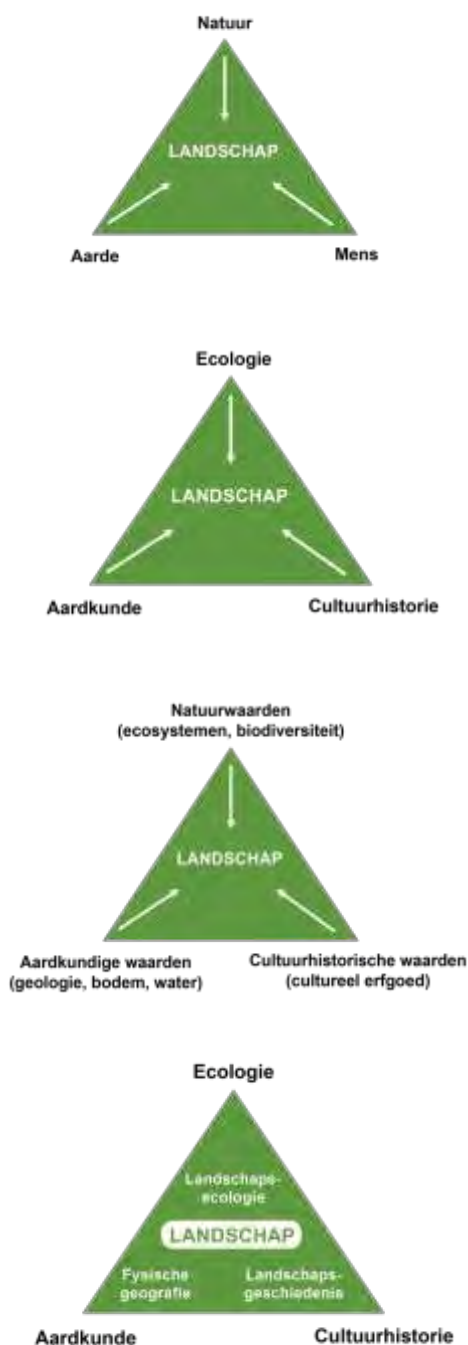 Natuur
LANDSCHAP
Aarde
Mens
Ecologie
LANDSCHAP
Aardkunde
Cultuurhistorie
Natuurwaarden
(ecosystemen, biodiversiteit)
LANDSCHAP
Aardkundige waarden
(geologie, bodem, water)
Cultuurhistorische waarden
(cultureel erfgoed)
Ecologie
Landschaps-
ecologie
LANDSCHAP
Fysische
geografie
Landschaps-
geschiedenis
Aardkunde
Cultuurhistorie